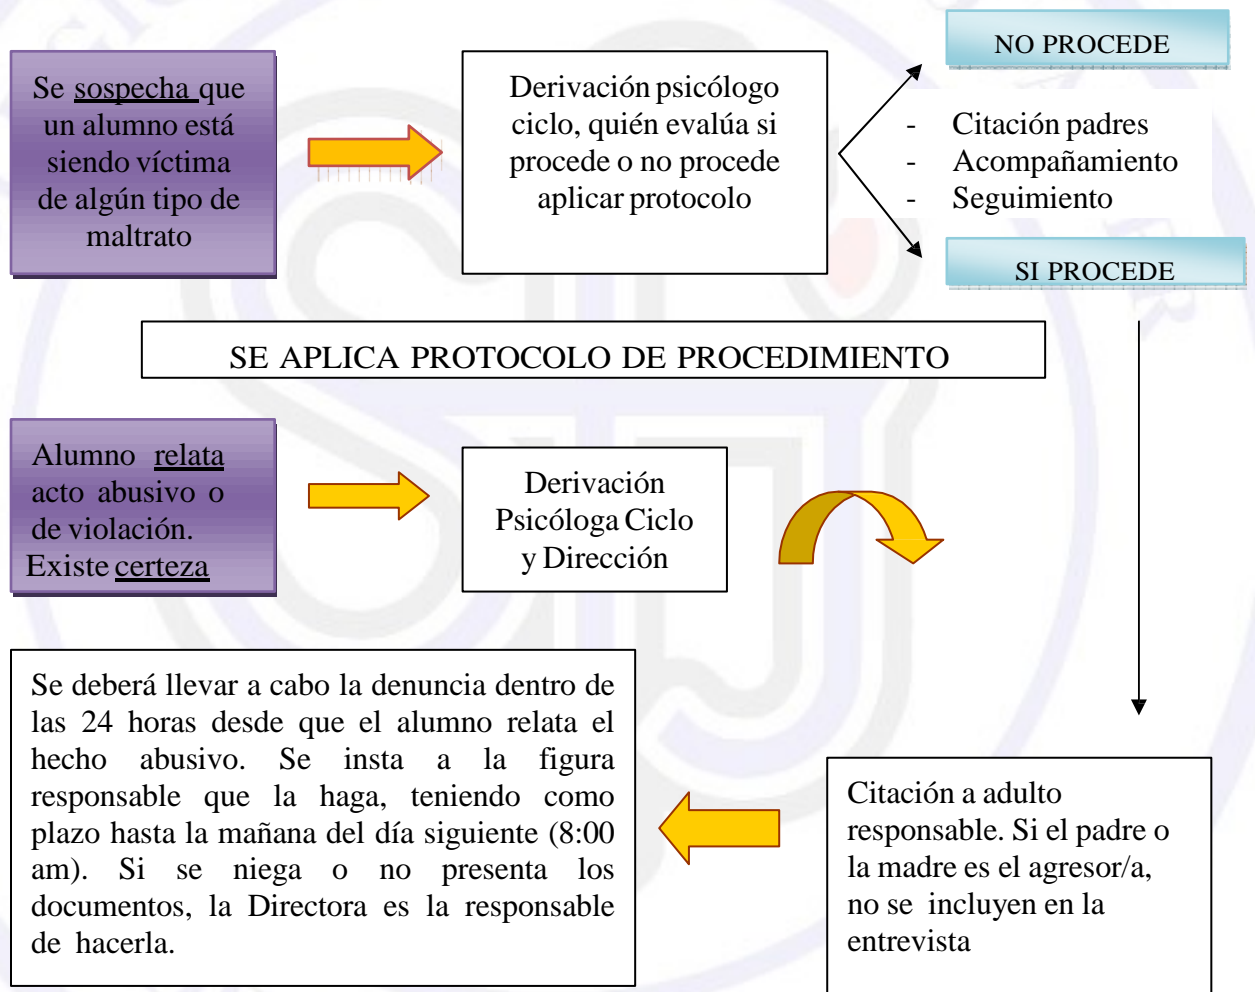 Se sospecha que
un alumno está
siendo víctima
de algún tipo de
maltrato
Derivación psicólogo
ciclo, quién evalúa si
procede o no procede
aplicar protocolo
NO PROCEDE
- Citación padres
- Acompañamiento
- Seguimiento
SI PROCEDE
SE APLICA PROTOCOLO DE PROCEDIMIENTO
Alumno relata
acto abusivo o
de violación.
Existe certeza
Derivación
Psicóloga Ciclo
y Dirección
Citación a adulto
responsable. Si el padre o
la madre es el agresor/a,
no se incluyen en la
entrevista
Se deberá llevar a cabo la denuncia dentro de
las 24 horas desde que el alumno relata el
hecho abusivo. Se insta a la figura
responsable que la haga, teniendo como
plazo hasta la mañana del día siguiente (8:00
am). Si se niega o no presenta los
documentos, la Directora es la responsable
de hacerla.